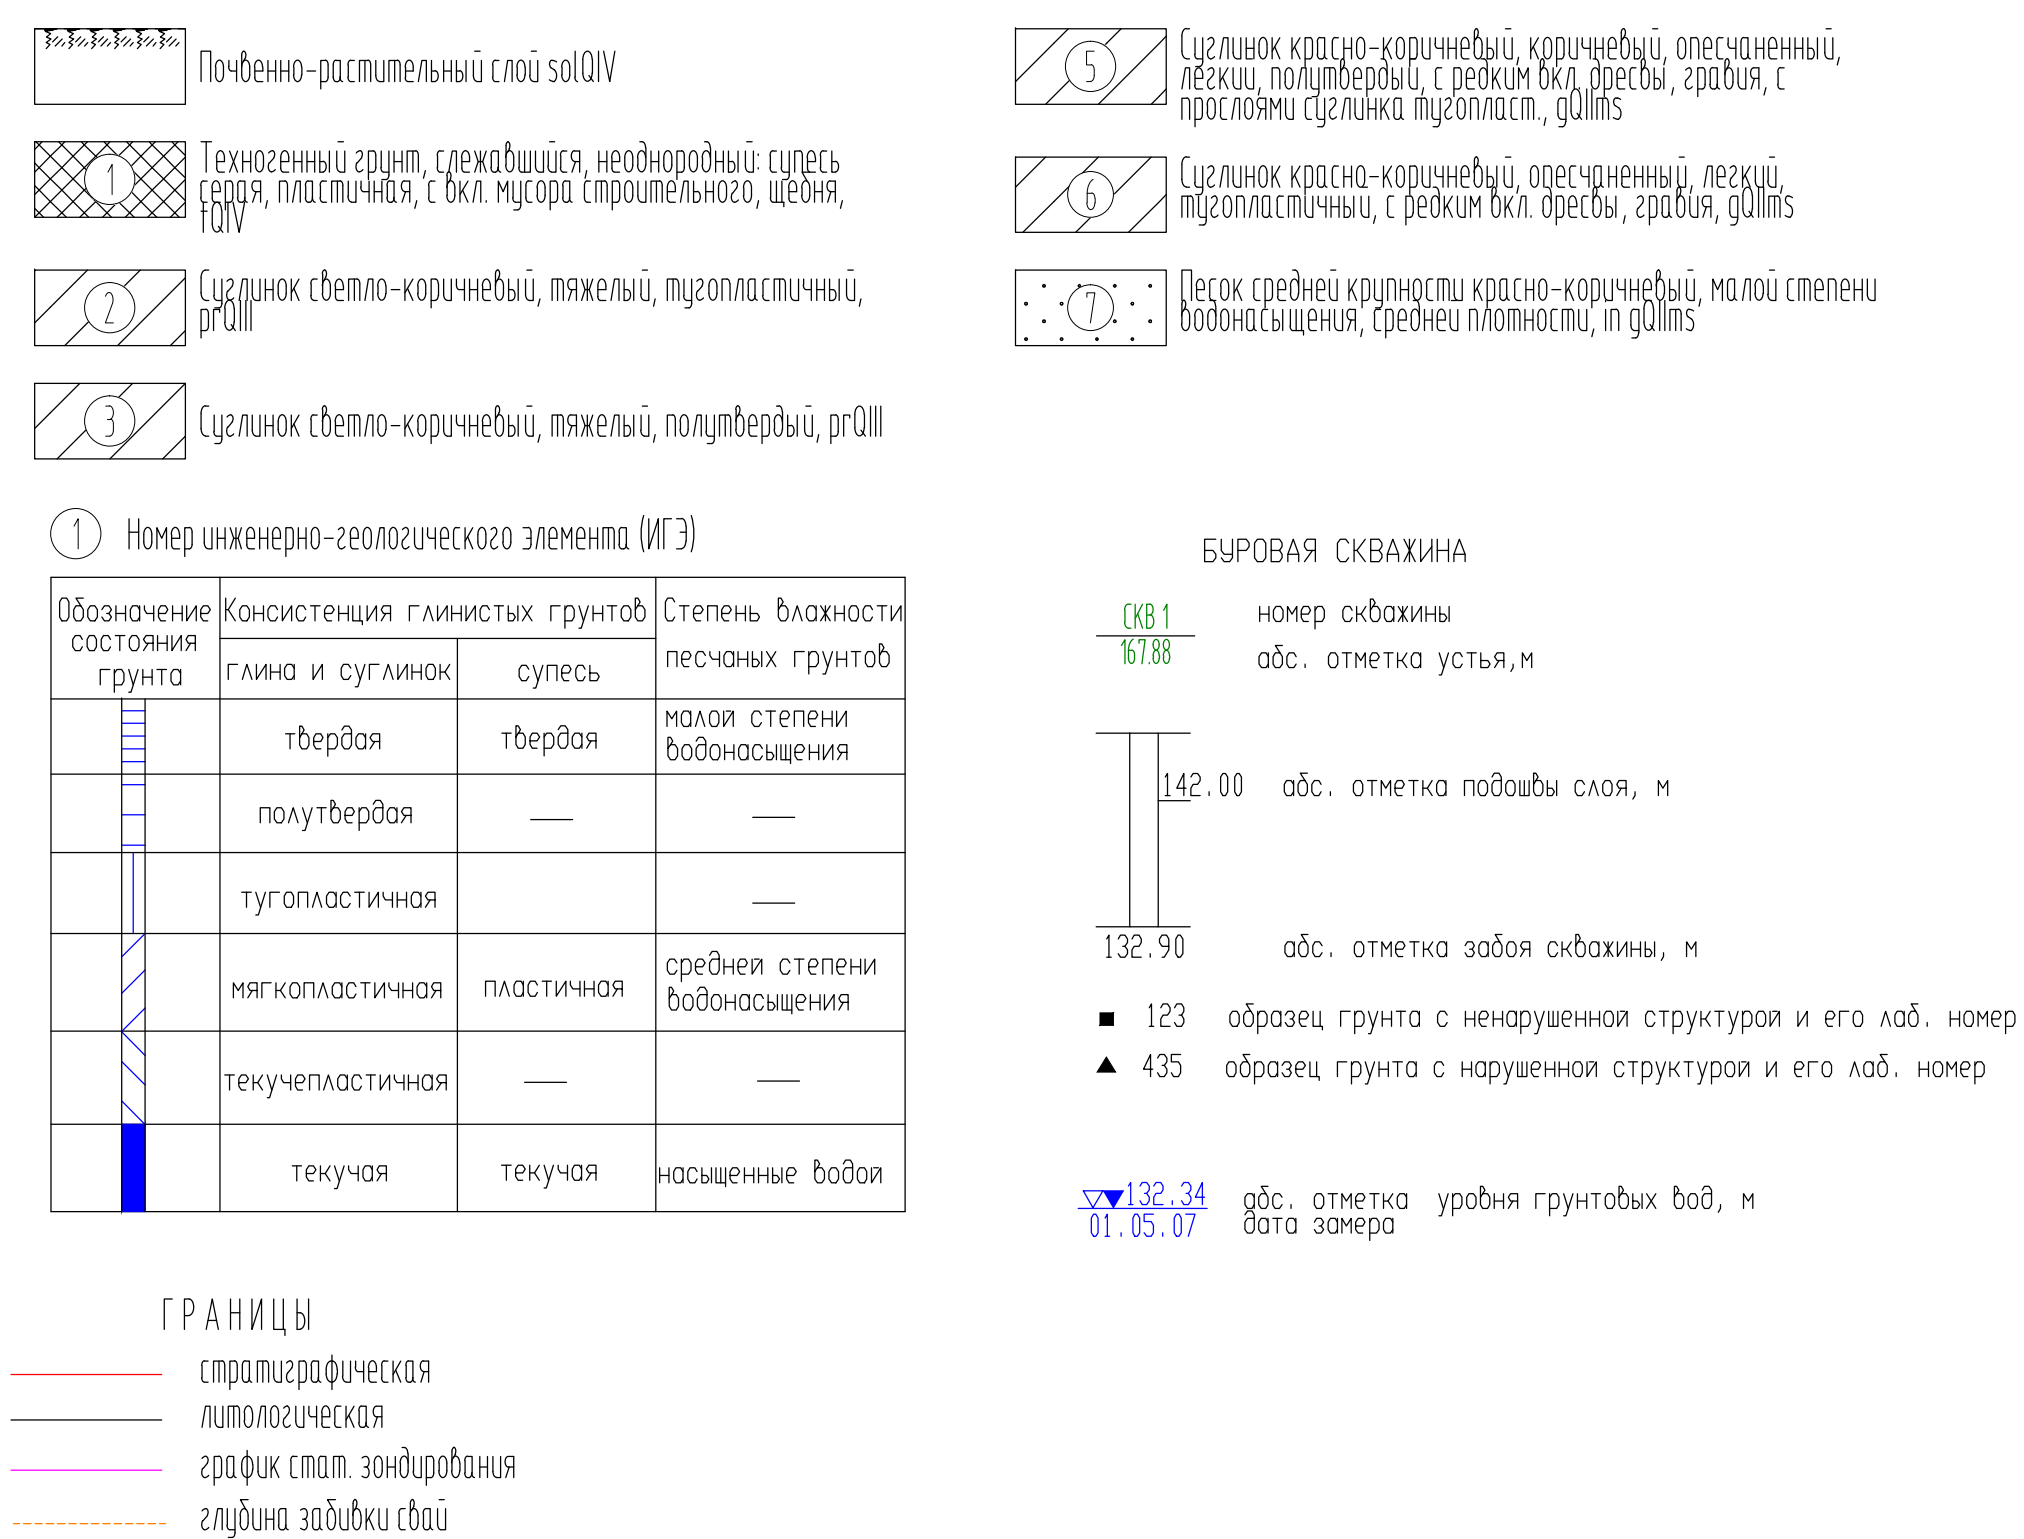 Почвенно-растительный слой solQIV
1
Техногенный грунт, слежавшийся, неоднородный: супесь
серая, пластичная, с вкл. мусора строительного, щебня,
tQIV
2
Суглинок светло-коричневый, тяжелый, тугопластичный,
prQIII
3
Суглинок светло-коричневый, тяжелый, полутвердый, prQIII
5
Суглинок красно-коричневый, коричневый, опесчаненный,
легкий, полутвердый, с редким вкл. дресвы, гравия, с
прослоями суглинка тугопласт., gQIIms
6
Суглинок красно-коричневый, опесчаненный, легкий,
тугопластичный, с редким вкл. дресвы, гравия, gQIIms
7
Песок средней крупности красно-коричневый, малой степени
водонасыщения, средней плотности, in gQIIms
1 Номер инженерно-геологического элемента (ИГЭ)
Обозначение
состояния
грунта
Консистенция глинистых грунтов
глина и суглинок
супесь
Степень влажности
песчаных грунтов
твердая
твердая
малой степени
водонасыщения
полутвердая
—
—
тугопластичная
—
мягкопластичная
пластичная
средней степени
водонасыщения
текучепластичная
—
—
текучая
текучая
насыщенные водой
БУРОВАЯ СКВАЖИНА
СКВ 1 номер скважины
167.88 абс. отметка устья,м
142.00 абс. отметка подошвы слоя, м
132.90 абс. отметка забоя скважины, м
123 образец грунта с ненарушенной структурой и его лаб. номер
435 образец грунта с нарушенной структурой и его лаб. номер
132.34 абс. отметка уровня грунтовых вод, м
01.05.07 дата замера
ГРАНИЦЫ
стратиграфическая
литологическая
график стат. зондирования
глубина забивки свай